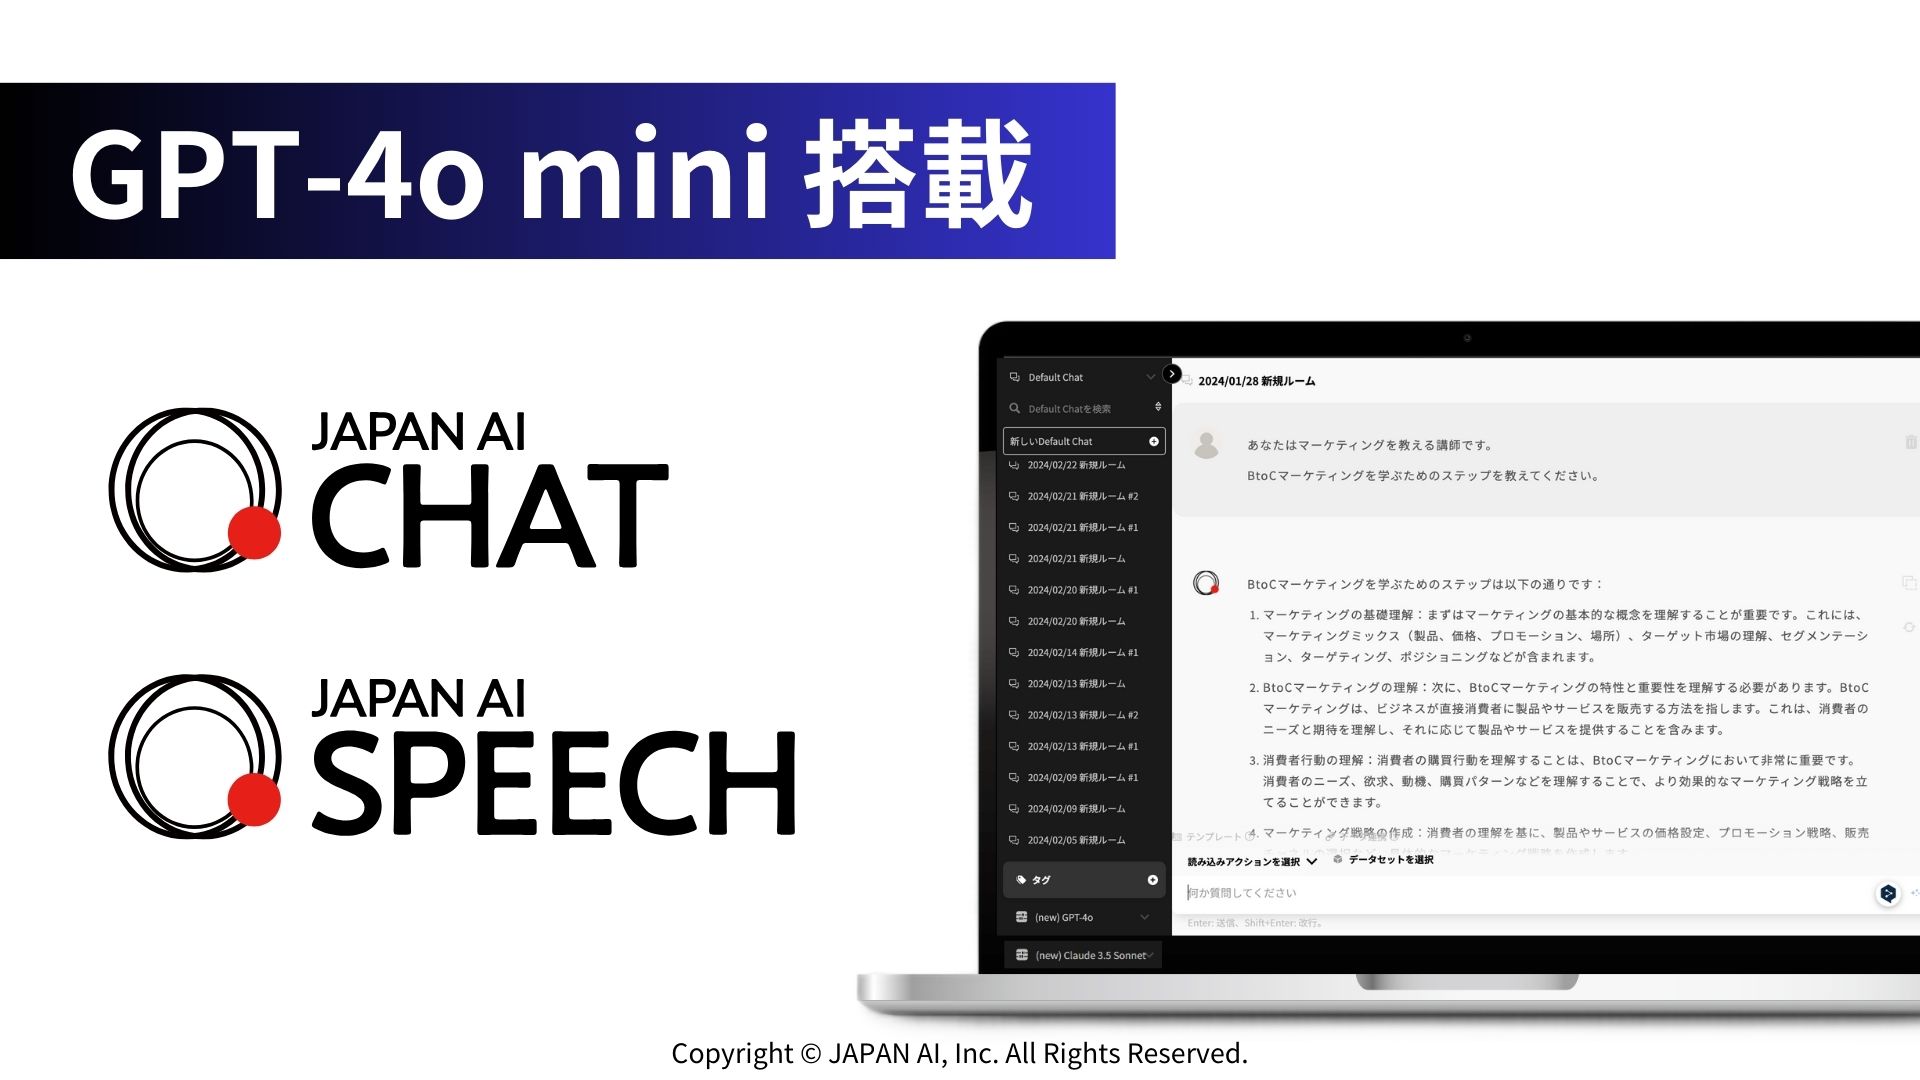 GPT-4o mini 搭載
JAPAN AI
CHAT
JAPAN AI
SPEECH
Default Chat
Default Chatを検索
新しいDefault Chat
2024/02/22 新規ルーム
2024/02/21 新規ルーム #2
2024/02/21 新規ルーム #1
2024/02/21 新規ルーム
2024/02/20 新規ルーム #1
2024/02/20 新規ルーム
2024/02/14 新規ルーム #1
2024/02/13 新規ルーム
2024/02/13 新規ルーム #2
2024/02/13 新規ルーム #1
2024/02/09 新規ルーム #1
2024/02/09 新規ルーム
2024/02/05 新規ルーム
タグ
(new) GPT-4o
(new) Claude 3.5 Sonnet
2024/01/28 新規ルーム
あなたはマーケティングを教える講師です。
BtoCマーケティングを学ぶためのステップを教えてください。
BtoCマーケティングを学ぶためのステップは以下の通りです：
1. マーケティングの基礎理解：まずはマーケティングの基本的な概念を理解することが重要です。これには、
マーケティングミックス（製品、価格、プロモーション、場所）、ターゲット市場の理解、セグメンテーシ
ョン、ターゲティング、ポジショニングなどが含まれます。
2. BtoCマーケティングの理解：次に、BtoCマーケティングの特性と重要性を理解する必要があります。BtoC
マーケティングは、ビジネスが直接消費者に製品やサービスを販売する方法を指します。これは、消費者の
ニーズと期待を理解し、それに応じて製品やサービスを提供することを含みます。
3. 消費者行動の理解：消費者の購買行動を理解することは、BtoCマーケティングにおいて非常に重要です。
消費者のニーズ、欲求、動機、購買パターンなどを理解することで、より効果的なマーケティング戦略を立
てることができます。
4. マーケティング戦略の作成：消費者の理解を基に、製品やサービスの価格設定、プロモーション戦略、販売
テンプレート
読み込みアクションを選択
データセットを選択
何か質問してください
Enter: 送信、Shift+Enter: 改行。
Copyright © JAPAN AI, Inc. All Rights Reserved.